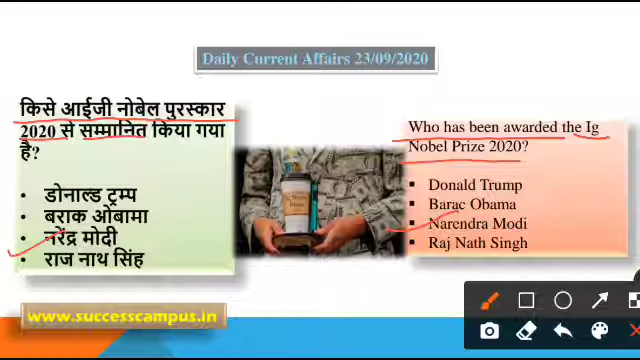 Daily Current Affairs 23/09/2020
किसे आईजी नोबेल पुरस्कार
2020 से सम्मानित किया गया
है?
• डोनाल्ड ट्रम्प
• बराक ओबामा
• नरेंद्र मोदी
• राज नाथ सिंह
Who has been awarded the Ig
Nobel Prize 2020?
▪ Donald Trump
▪ Barac Obama
▪ Narendra Modi
▪ Raj Nath Singh
www.successcampus.in